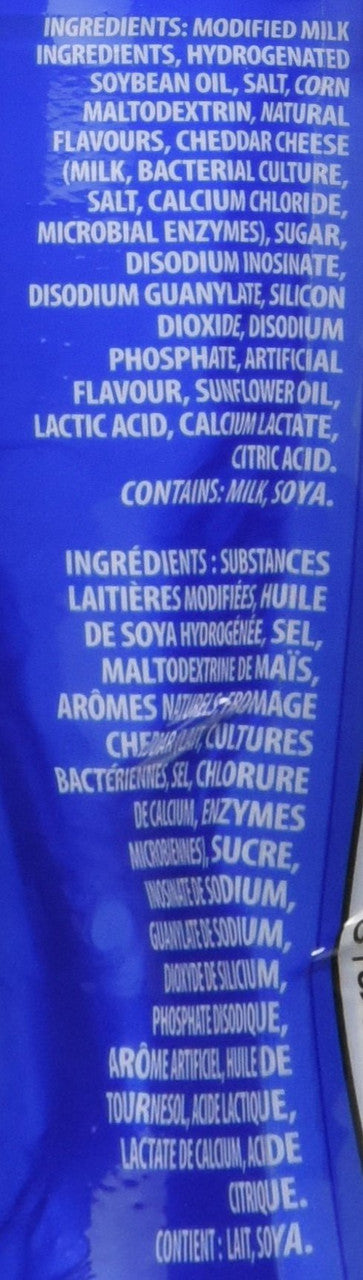 INGREDIENTS: MODIFIED MILK
INGREDIENTS, HYDROGENATED
SOYBEAN OIL, SALT, CORN
MALTODEXTRIN, NATURAL
FLAVOURS, CHEDDAR CHEESE
(MILK, BACTERIAL CULTURE,
SALT, CALCIUM CHLORIDE,
MICROBIAL ENZYMES), SUGAR,
DISODIUM INOSINATE,
DISODIUM GUANYLATE, SILICON
DIOXIDE, DISODIUM
PHOSPHATE, ARTIFICIAL
FLAVOUR, SUNFLOWER OIL,
LACTIC ACID, CALCIUM LACTATE,
CITRIC ACID.
CONTAINS: MILK, SOYA.
INGRÉDIENTS : SUBSTANCES
LAITIÈRES MODIFIÉES, HUILE
DE SOYA HYDROGÉNÉE, SEL,
MALTODEXTRINE DE MAÏS,
ARÔMES NATURELS, FROMAGE
CHEDDAR (LAIT, CULTURES
BACTÉRIENNES, SEL, CHLORURE
DE CALCIUM, ENZYMES
MICROBIENNES), SUCRE,
INOSINATE DE SODIUM,
GUANYLATE DE SODIUM,
DIOXYDE DE SILICIUM,
PHOSPHATE DISODIQUE,
ARÔME ARTIFICIEL, HUILE DE
TOURNESOL, ACIDE LACTIQUE,
LACTATE DE CALCIUM, ACIDE
CITRIQUE.
CONTIENT : LAIT, SOYA.